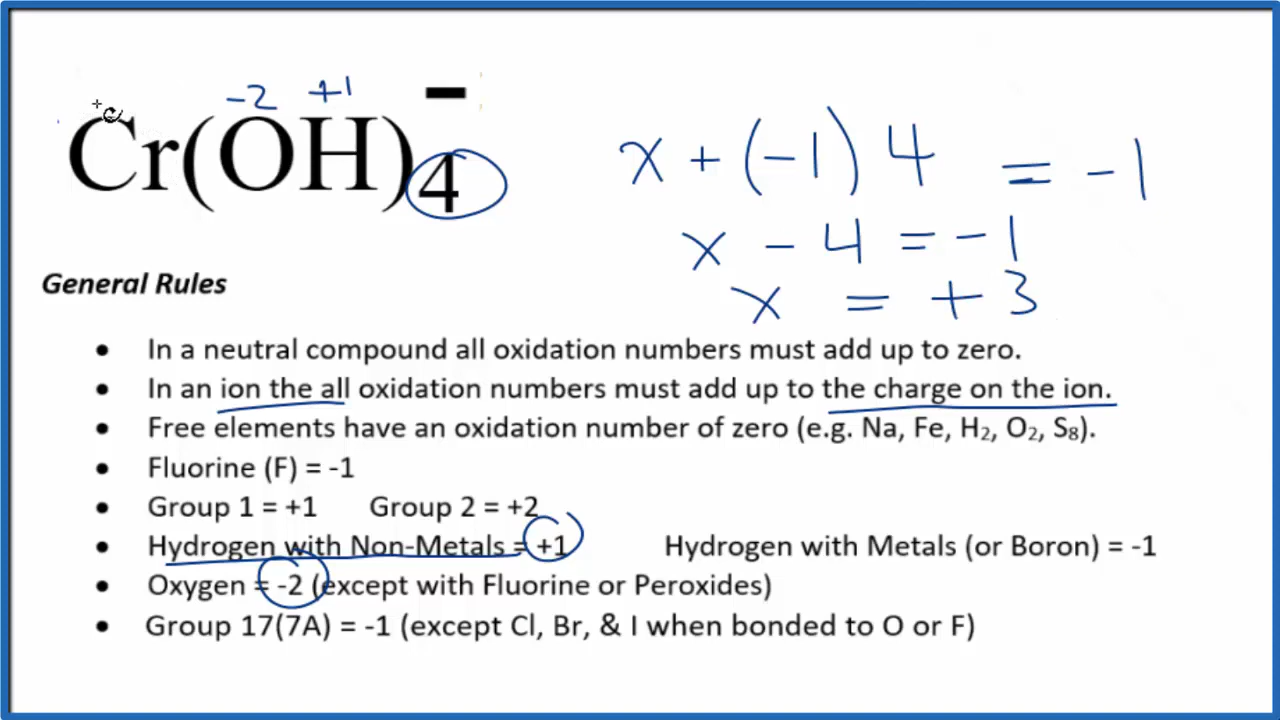 -2 +1
Cr(OH)₄⁻
x + (-1) 4 = -1
x - 4 = -1
x = +3
General Rules
• In a neutral compound all oxidation numbers must add up to zero.
• In an ion the all oxidation numbers must add up to the charge on the ion.
• Free elements have an oxidation number of zero (e.g. Na, Fe, H₂, O₂, S₈).
• Fluorine (F) = -1
• Group 1 = +1 Group 2 = +2
• Hydrogen with Non-Metals = +1 Hydrogen with Metals (or Boron) = -1
• Oxygen = -2 (except with Fluorine or Peroxides)
• Group 17(7A) = -1 (except Cl, Br, & I when bonded to O or F)